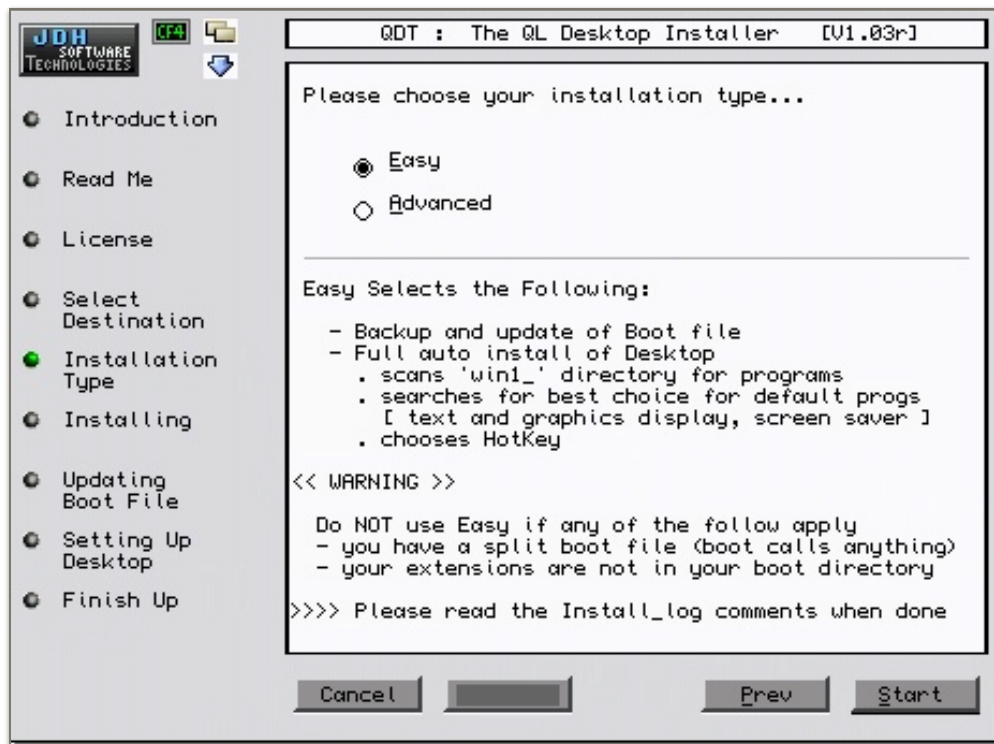 JDH
SOFTWARE
TECHNOLOGIES
CF4
QDT : The QL Desktop Installer [V1.03r]
Introduction
Read Me
License
Select
Destination
Installation
Type
Installing
Updating
Boot File
Setting Up
Desktop
Finish Up
Please choose your installation type...
Easy
Advanced
Easy Selects the Following:
- Backup and update of Boot file
- Full auto install of Desktop
. scans 'win1_' directory for programs
. searches for best choice for default progs
[ text and graphics display, screen saver ]
. chooses HotKey
<< WARNING >>
Do NOT use Easy if any of the follow apply
- you have a split boot file (boot calls anything)
- your extensions are not in your boot directory
>>>> Please read the Install_log comments when done
Cancel
Prev
Start